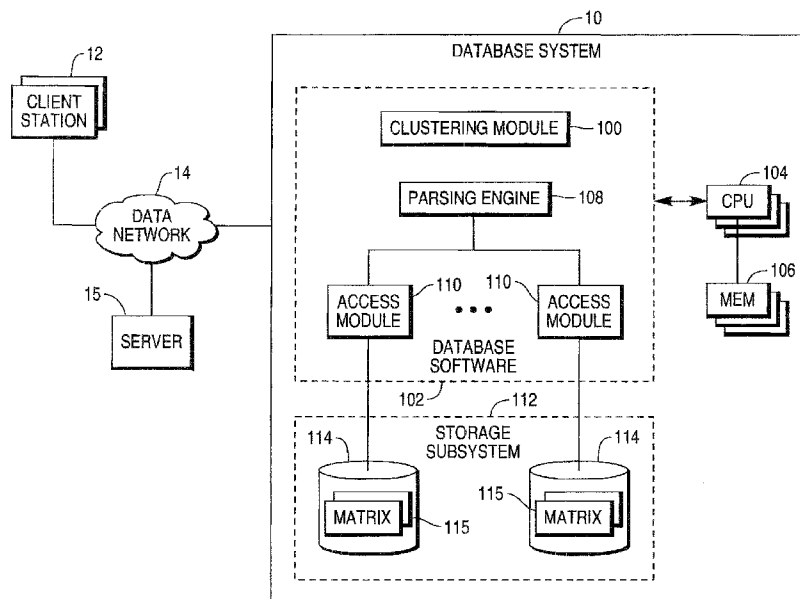 10
DATABASE SYSTEM
12
CLIENT
STATION
14
DATA
NETWORK
15
SERVER
CLUSTERING MODULE
100
PARSING ENGINE
108
110
ACCESS
MODULE
110
ACCESS
MODULE
DATABASE
SOFTWARE
102
104
CPU
106
MEM
112
STORAGE
SUBSYSTEM
114
MATRIX
115
114
115
MATRIX